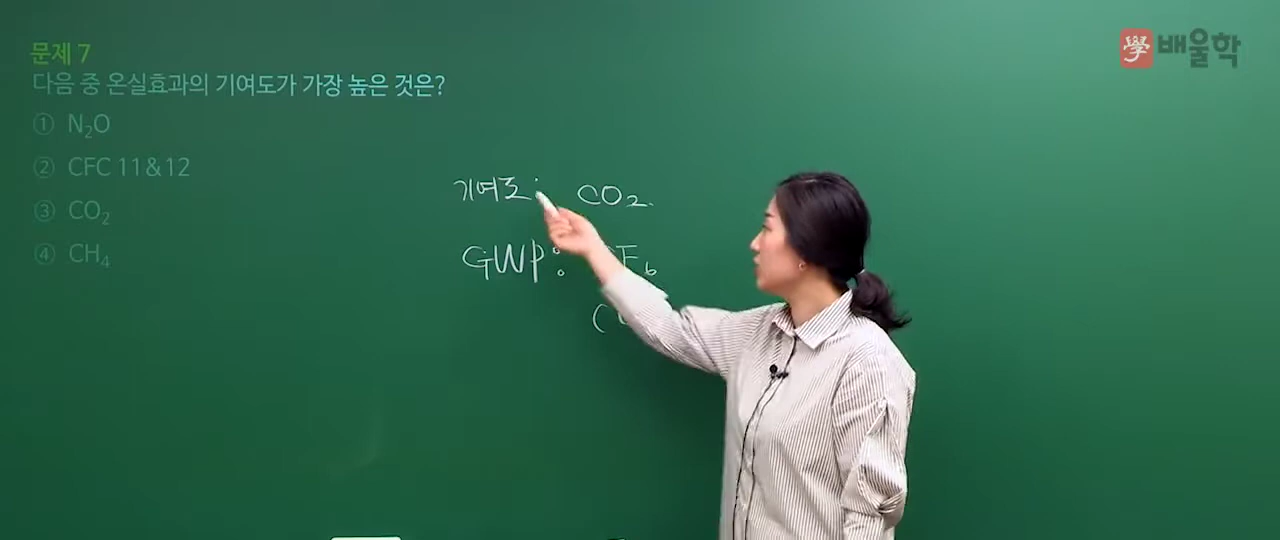 문제 7
다음 중 온실효과의 기여도가 가장 높은 것은?
① N₂O
② CFC 11&12
③ CO₂
④ CH₄
學배울학
기여도: CO₂.
GWP: